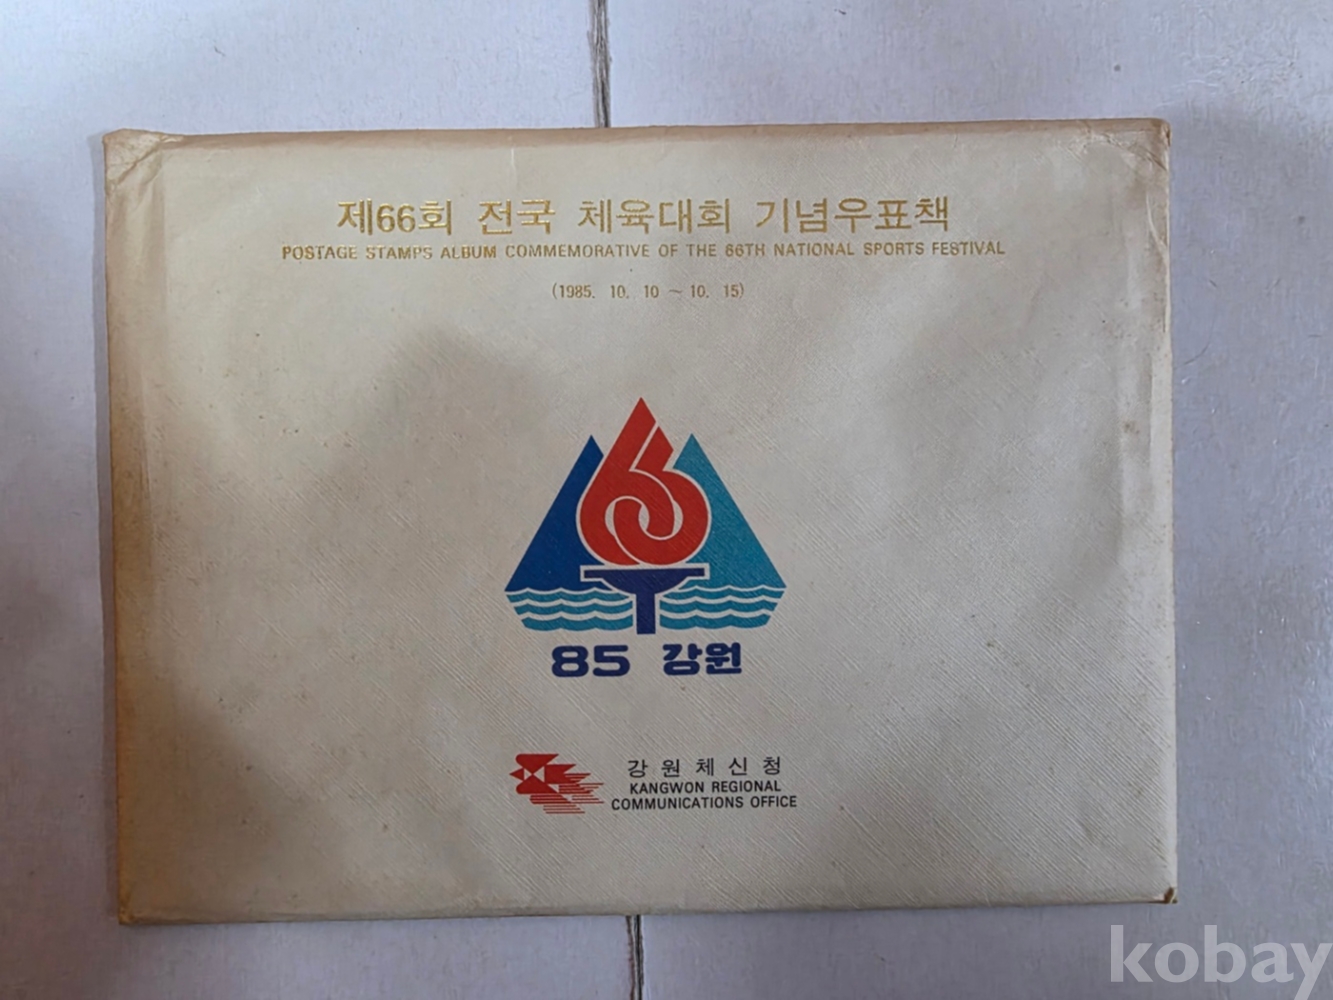 제66회 전국 체육대회 기념우표책
POSTAGE STAMPS ALBUM COMMEMORATIVE OF THE 66TH NATIONAL SPORTS FESTIVAL
(1985. 10. 10 ~ 10. 15)
66
85 강원
강원체신청
KANGWON REGIONAL
COMMUNICATIONS OFFICE
kobay